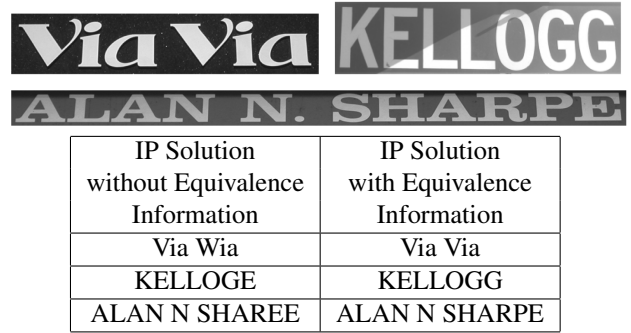 Via Via KELLOGG
ALAN N. SHARPE
IP Solution IP Solution
without Equivalence with Equivalence
Information Information
Via Wia Via Via
KELLOGE KELLOGG
ALAN N SHAREE ALAN N SHARPE